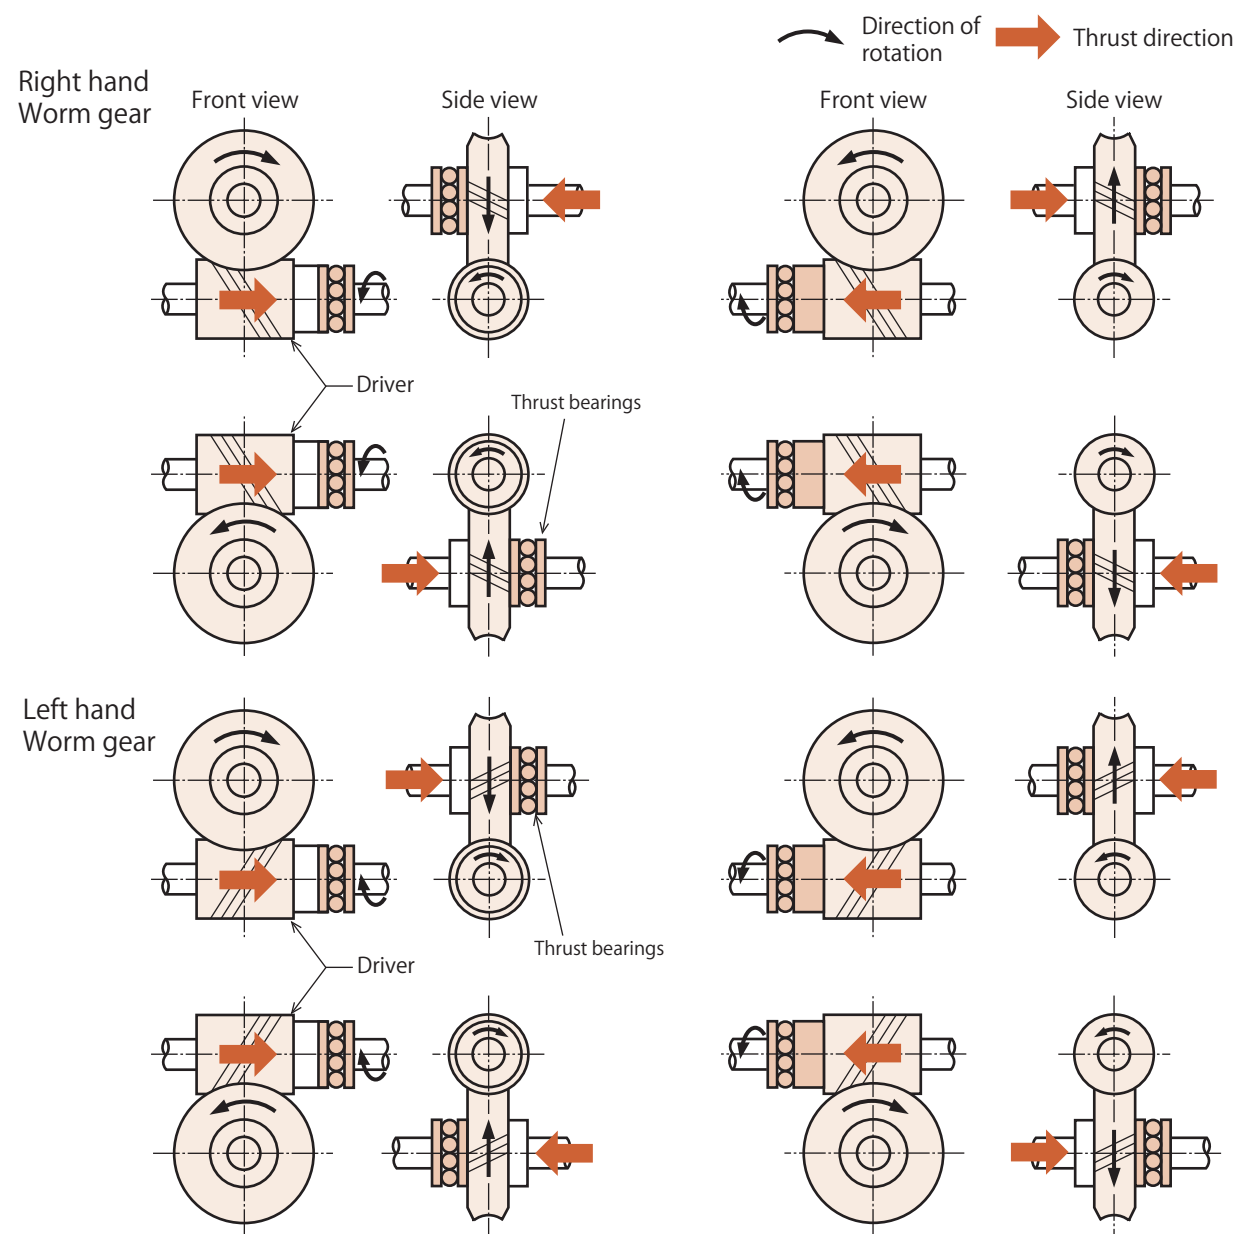 Direction of
rotation
Thrust direction
Right hand
Worm gear
Front view
Side view
Front view
Side view
Driver
Thrust bearings
Left hand
Worm gear
Thrust bearings
Driver